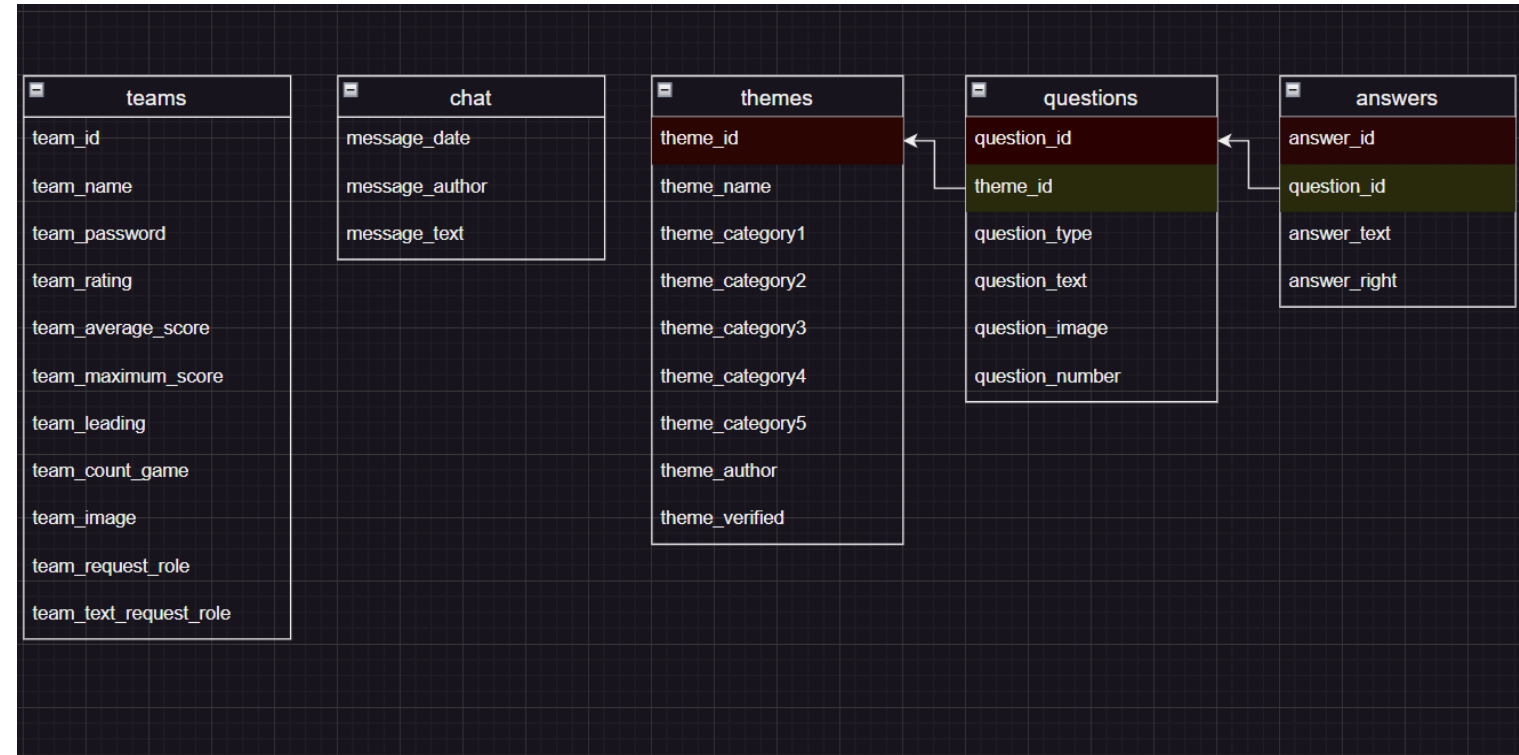 teams
team_id
team_name
team_password
team_rating
team_average_score
team_maximum_score
team_leading
team_count_game
team_image
team_request_role
team_text_request_role
chat
message_date
message_author
message_text
themes
theme_id
theme_name
theme_category1
theme_category2
theme_category3
theme_category4
theme_category5
theme_author
theme_verified
questions
question_id
theme_id
question_type
question_text
question_image
question_number
answers
answer_id
question_id
answer_text
answer_right